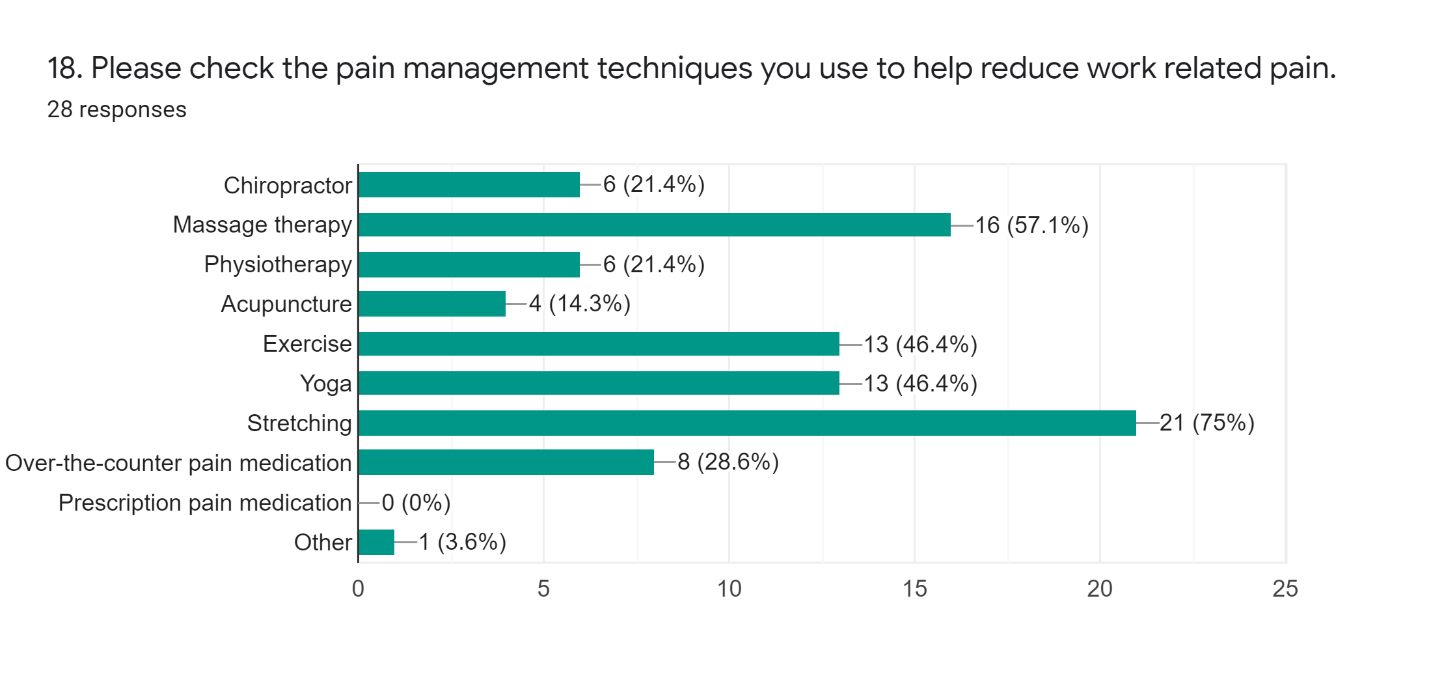 18. Please check the pain management techniques you use to help reduce work related pain.
28 responses
Chiropractor 6 (21.4%)
Massage therapy 16 (57.1%)
Physiotherapy 6 (21.4%)
Acupuncture 4 (14.3%)
Exercise 13 (46.4%)
Yoga 13 (46.4%)
Stretching 21 (75%)
Over-the-counter pain medication 8 (28.6%)
Prescription pain medication 0 (0%)
Other 1 (3.6%)
0 5 10 15 20 25